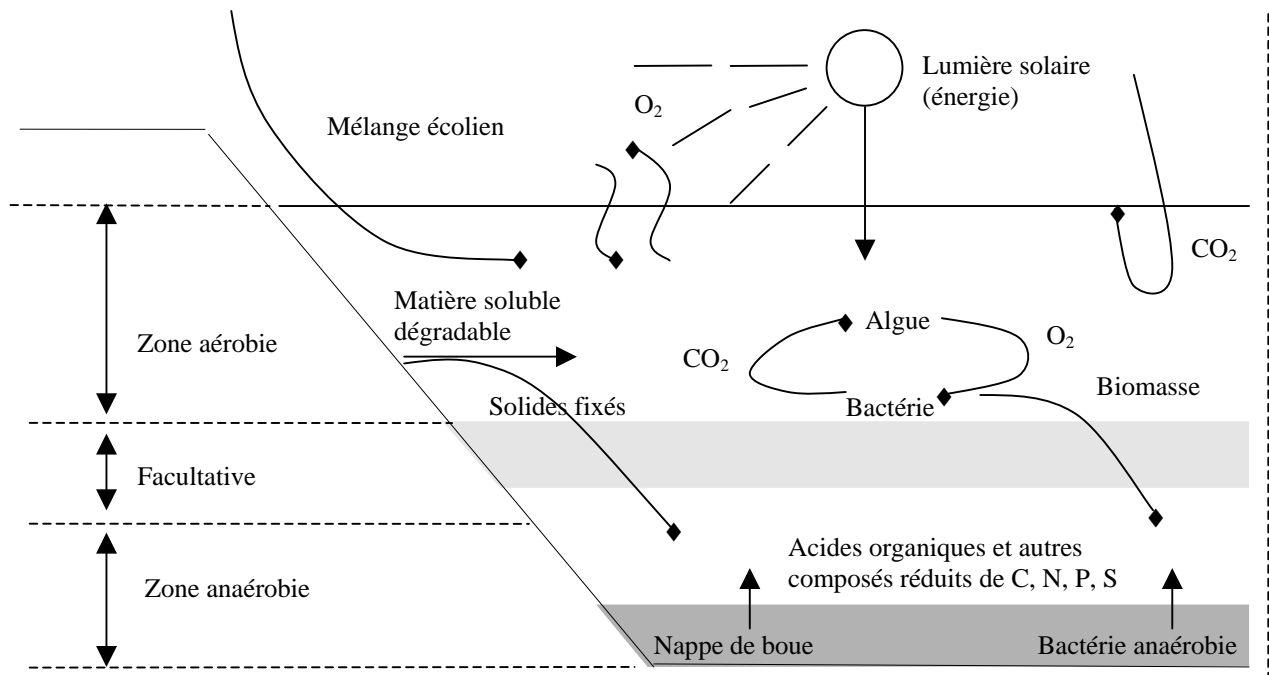 Lumière solaire
(énergie)
O₂
Mélange écolien
CO₂
Matière soluble
dégradable
Algue
O₂
Zone aérobie
CO₂
Biomasse
Solides fixés
Bactérie
Facultative
Acides organiques et autres
composés réduits de C, N, P, S
Zone anaérobie
Nappe de boue
Bactérie anaérobie